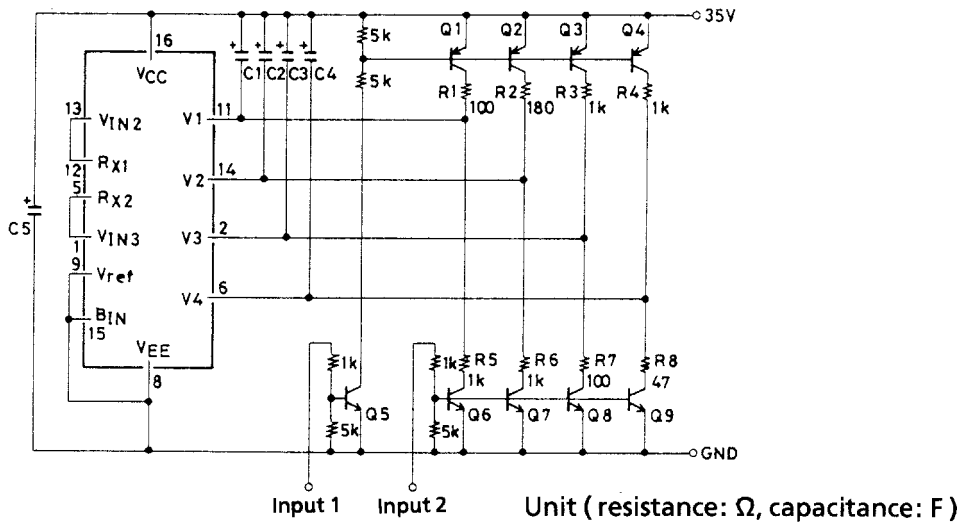 35V
16
VCC
C1 C2 C3 C4
5k
5k
Q1 Q2 Q3 Q4
R1 R2 R3 R4
100 180 1k 1k
13 VIN2
V1 11
12 RX1
V2 14
5 RX2
C5
1 VIN3
V3 2
9 Vref
V4 6
BIN
15
VEE
8
1k
1k
R5 R6 R7 R8
1k 1k 100 47
Q5 Q6 Q7 Q8 Q9
5k
5k
GND
Input 1 Input 2
Unit ( resistance: Ω, capacitance: F )